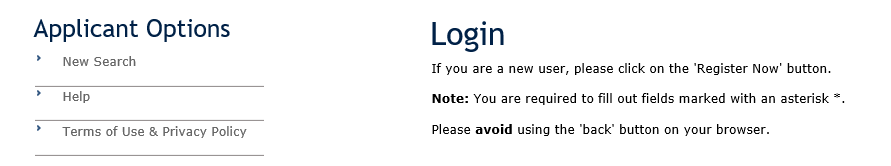 Applicant Options
New Search
Help
Terms of Use & Privacy Policy
Login
If you are a new user, please click on the 'Register Now' button.
Note: You are required to fill out fields marked with an asterisk *.
Please avoid using the 'back' button on your browser.